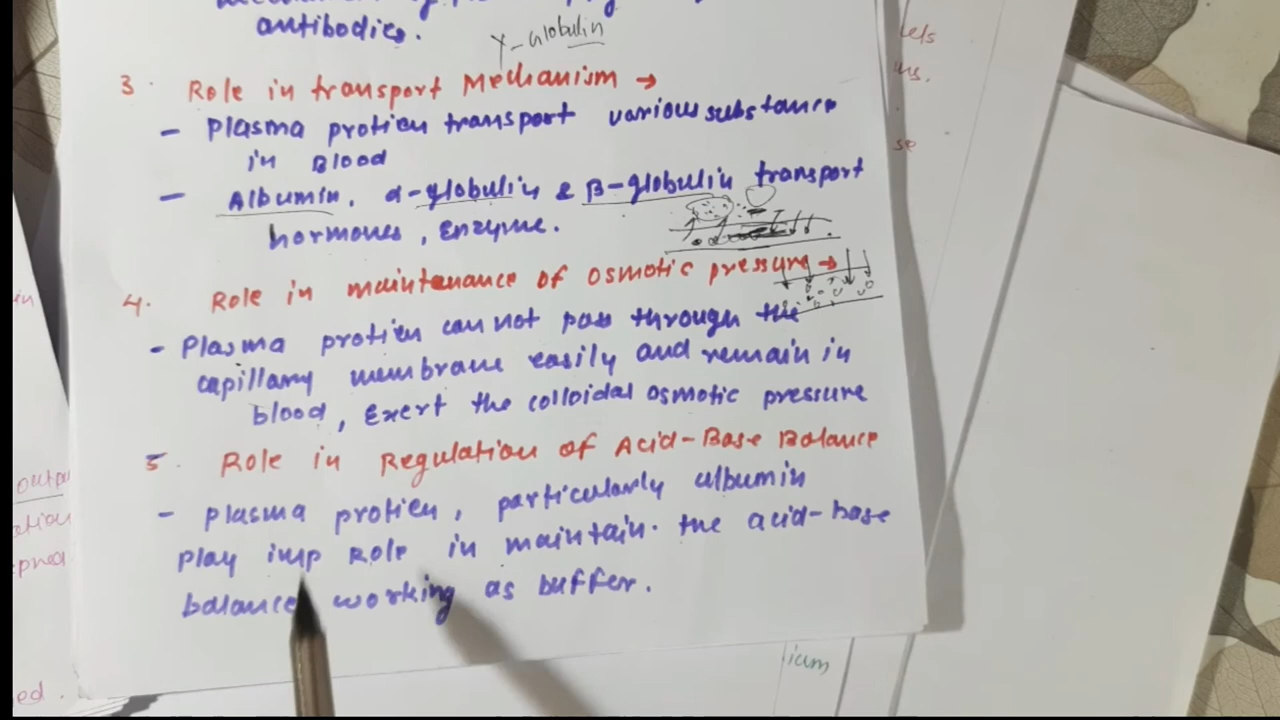 antibodies.
γ-Globulin
3. Role in transport Mechanism →
- Plasma protien transport various substance
in Blood
- Albumin, α-globulin & β-globulin transport
hormones, Enzyme.
4. Role in maintenance of osmotic pressure →
- Plasma protien can not pass through the
capillary membrane easily and remain in
blood, Exert the colloidal osmotic pressure
5. Role in Regulation of Acid-Base Balance
- Plasma protien, particularly albumin
play imp Role in maintain. the acid-base
balance working as buffer.
ed.
ium